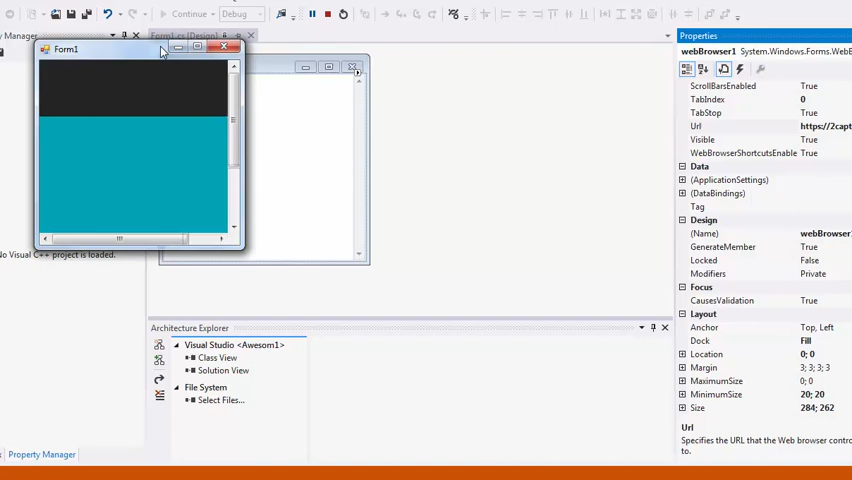 Continue
Debug
y Manager
Form1.cs [Design]
Form1
Properties
webBrowser1 System.Windows.Forms.WebB
ScrollBarsEnabled True
TabIndex 0
TabStop True
Url https://2capt
Visible True
WebBrowserShortcutsEnable True
Data
(ApplicationSettings)
(DataBindings)
Tag
Design
(Name) webBrowser1
GenerateMember True
Locked False
Modifiers Private
Focus
CausesValidation True
Layout
Anchor Top, Left
Dock Fill
Location 0; 0
Margin 3; 3; 3; 3
MaximumSize 0; 0
MinimumSize 20; 20
Size 284; 262
Url
Specifies the URL that the Web browser contro
to.
No Visual C++ project is loaded.
Architecture Explorer
Visual Studio <Awesom1>
Class View
Solution View
File System
Select Files...
Property Manager